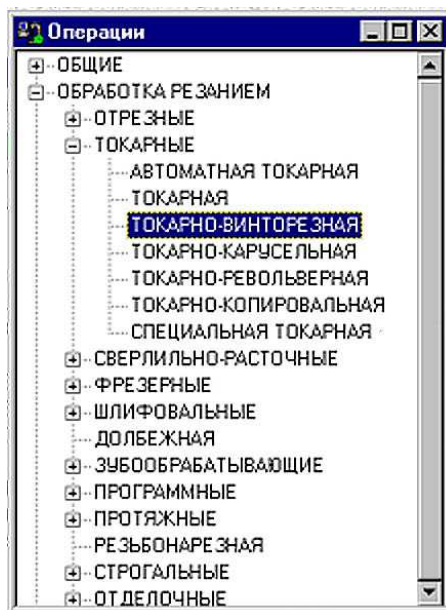 Операции
ОБЩИЕ
ОБРАБОТКА РЕЗАНИЕМ
ОТРЕЗНЫЕ
ТОКАРНЫЕ
АВТОМАТНАЯ ТОКАРНАЯ
ТОКАРНАЯ
ТОКАРНО-ВИНТОРЕЗНАЯ
ТОКАРНО-КАРУСЕЛЬНАЯ
ТОКАРНО-РЕВОЛЬВЕРНАЯ
ТОКАРНО-КОПИРОВАЛЬНАЯ
СПЕЦИАЛЬНАЯ ТОКАРНАЯ
СВЕРЛИЛЬНО-РАСТОЧНЫЕ
ФРЕЗЕРНЫЕ
ШЛИФОВАЛЬНЫЕ
ДОЛБЕЖНАЯ
ЗУБООБРАБАТЫВАЮЩИЕ
ПРОГРАММНЫЕ
ПРОТЯЖНЫЕ
РЕЗЬБОНАРЕЗНАЯ
СТРОГАЛЬНЫЕ
ОТДЕЛОЧНЫЕ